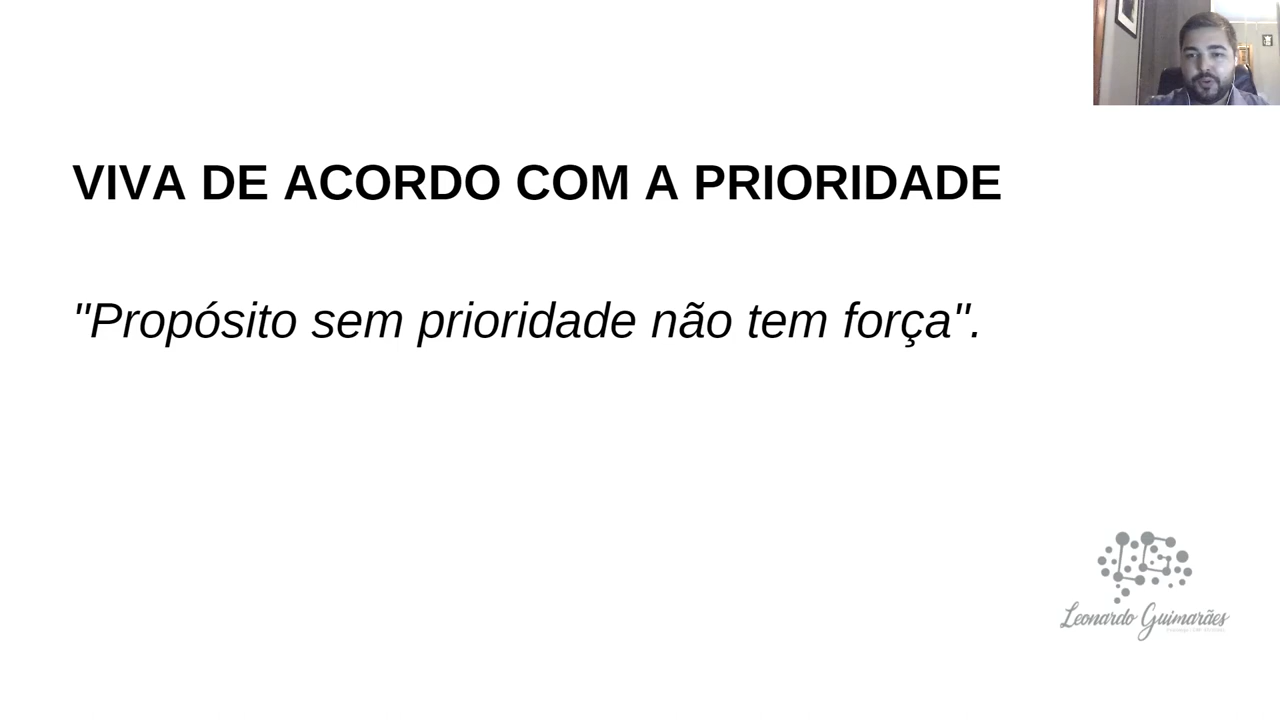 VIVA DE ACORDO COM A PRIORIDADE
"Propósito sem prioridade não tem força".
Leonardo Guimarães